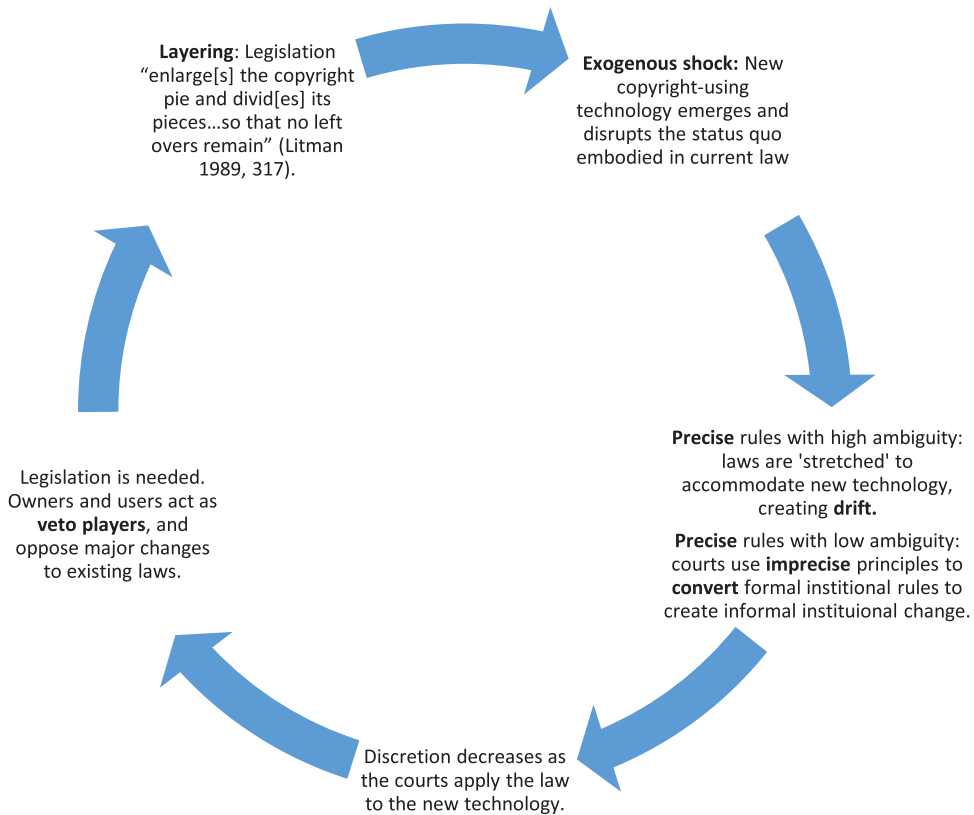 Layering: Legislation
“enlarge[s] the copyright
pie and divid[es] its
pieces…so that no left
overs remain” (Litman
1989, 317).
Exogenous shock: New
copyright-using
technology emerges and
disrupts the status quo
embodied in current law
Precise rules with high ambiguity:
laws are 'stretched' to
accommodate new technology,
creating drift.
Precise rules with low ambiguity:
courts use imprecise principles to
convert formal institional rules to
create informal instituional change.
Discretion decreases as
the courts apply the law
to the new technology.
Legislation is needed.
Owners and users act as
veto players, and
oppose major changes
to existing laws.